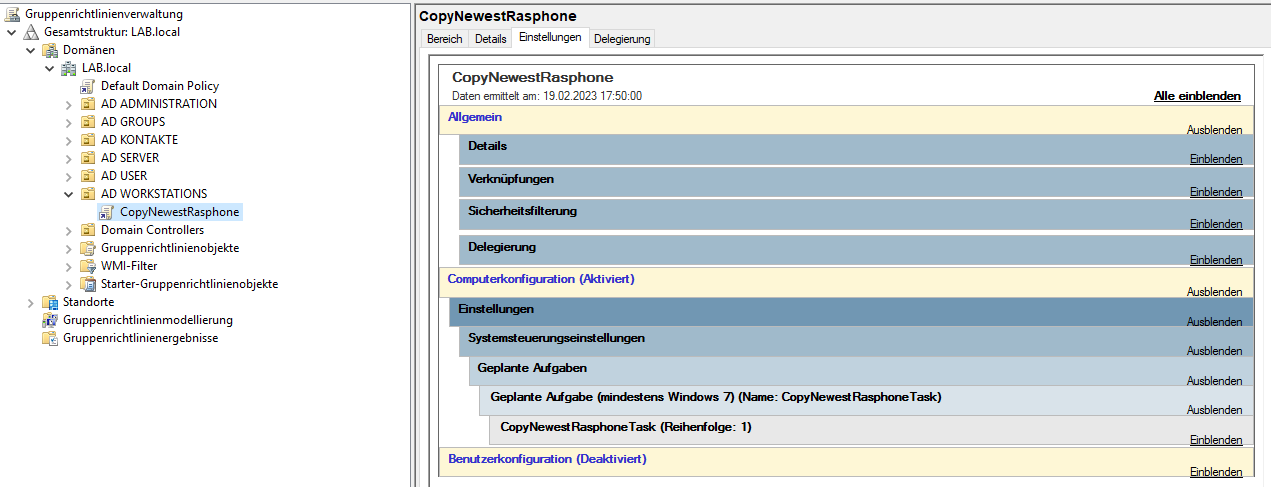 Gruppenrichtlinienverwaltung
Gesamtstruktur: LAB.local
Domänen
LAB.local
Default Domain Policy
AD ADMINISTRATION
AD GROUPS
AD KONTAKTE
AD SERVER
AD USER
AD WORKSTATIONS
CopyNewestRasphone
Domain Controllers
Gruppenrichtlinienobjekte
WMI-Filter
Starter-Gruppenrichtlinienobjekte
Standorte
Gruppenrichtlinienmodellierung
Gruppenrichtlinienergebnisse
CopyNewestRasphone
Bereich Details Einstellungen Delegierung
CopyNewestRasphone
Daten ermittelt am: 19.02.2023 17:50:00 Alle einblenden
Allgemein Ausblenden
Details Einblenden
Verknüpfungen Einblenden
Sicherheitsfilterung Einblenden
Delegierung Einblenden
Computerkonfiguration (Aktiviert) Ausblenden
Einstellungen Ausblenden
Systemsteuerungseinstellungen Ausblenden
Geplante Aufgaben Ausblenden
Geplante Aufgabe (mindestens Windows 7) (Name: CopyNewestRasphoneTask) Ausblenden
CopyNewestRasphoneTask (Reihenfolge: 1) Einblenden
Benutzerkonfiguration (Deaktiviert) Einblenden